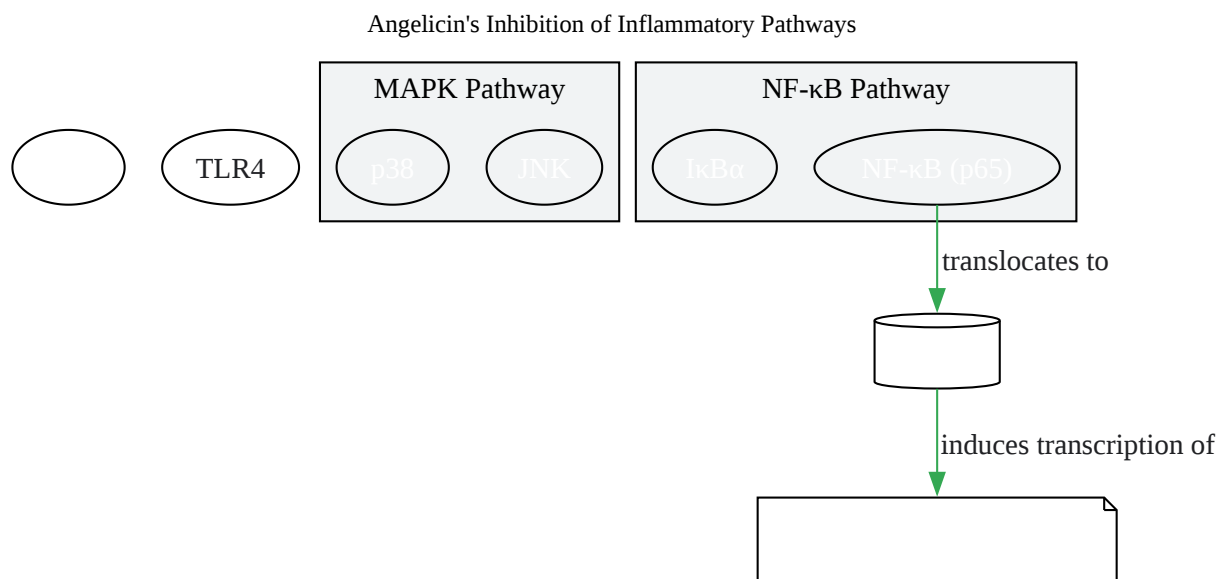 Angelicin's Inhibition of Inflammatory Pathways
MAPK Pathway
NF-κB Pathway
TLR4
p38
JNK
IκBα
NF-κB (p65)
translocates to
induces transcription of